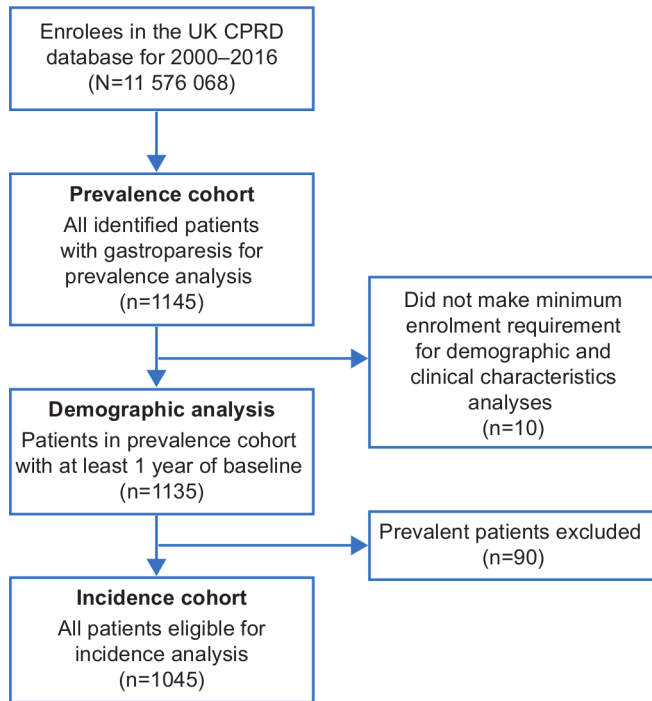 Enrolees in the UK CPRD
database for 2000–2016
(N=11 576 068)
Prevalence cohort
All identified patients
with gastroparesis for
prevalence analysis
(n=1145)
Did not make minimum
enrolment requirement
for demographic and
clinical characteristics
analyses
(n=10)
Demographic analysis
Patients in prevalence cohort
with at least 1 year of baseline
(n=1135)
Prevalent patients excluded
(n=90)
Incidence cohort
All patients eligible for
incidence analysis
(n=1045)